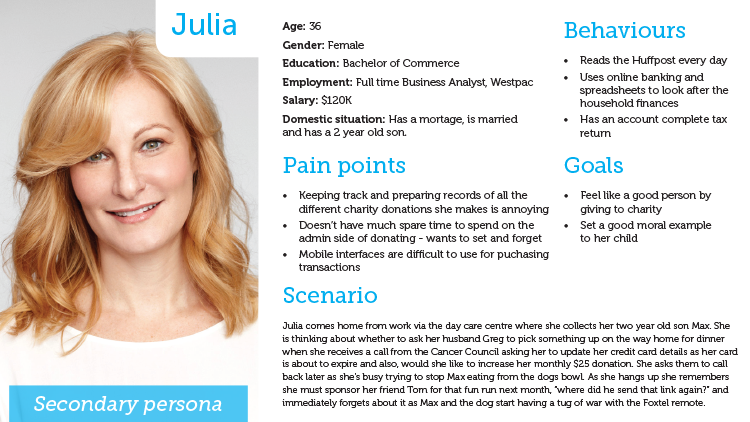 Julia
Age: 36
Gender: Female
Education: Bachelor of Commerce
Employment: Full time Business Analyst, Westpac
Salary: $120K
Domestic situation: Has a mortage, is married
and has a 2 year old son.
Behaviours
• Reads the Huffpost every day
• Uses online banking and
spreadsheets to look after the
household finances
• Has an account complete tax
return
Pain points
• Keeping track and preparing records of all the
different charity donations she makes is annoying
• Doesn't have much spare time to spend on the
admin side of donating - wants to set and forget
• Mobile interfaces are difficult to use for puchasing
transactions
Goals
• Feel like a good person by
giving to charity
• Set a good moral example
to her child
Scenario
Julia comes home from work via the day care centre where she collects her two year old son Max. She
is thinking about whether to ask her husband Greg to pick something up on the way home for dinner
when she receives a call from the Cancer Council asking her to update her credit card details as her card
is about to expire and also, would she like to increase her monthly $25 donation. She asks them to call
back later as she's busy trying to stop Max eating from the dogs bowl. As she hangs up she remembers
she must sponsor her friend Tom for that fun run next month, "where did he send that link again?" and
immediately forgets about it as Max and the dog start having a tug of war with the Foxtel remote.
Secondary persona